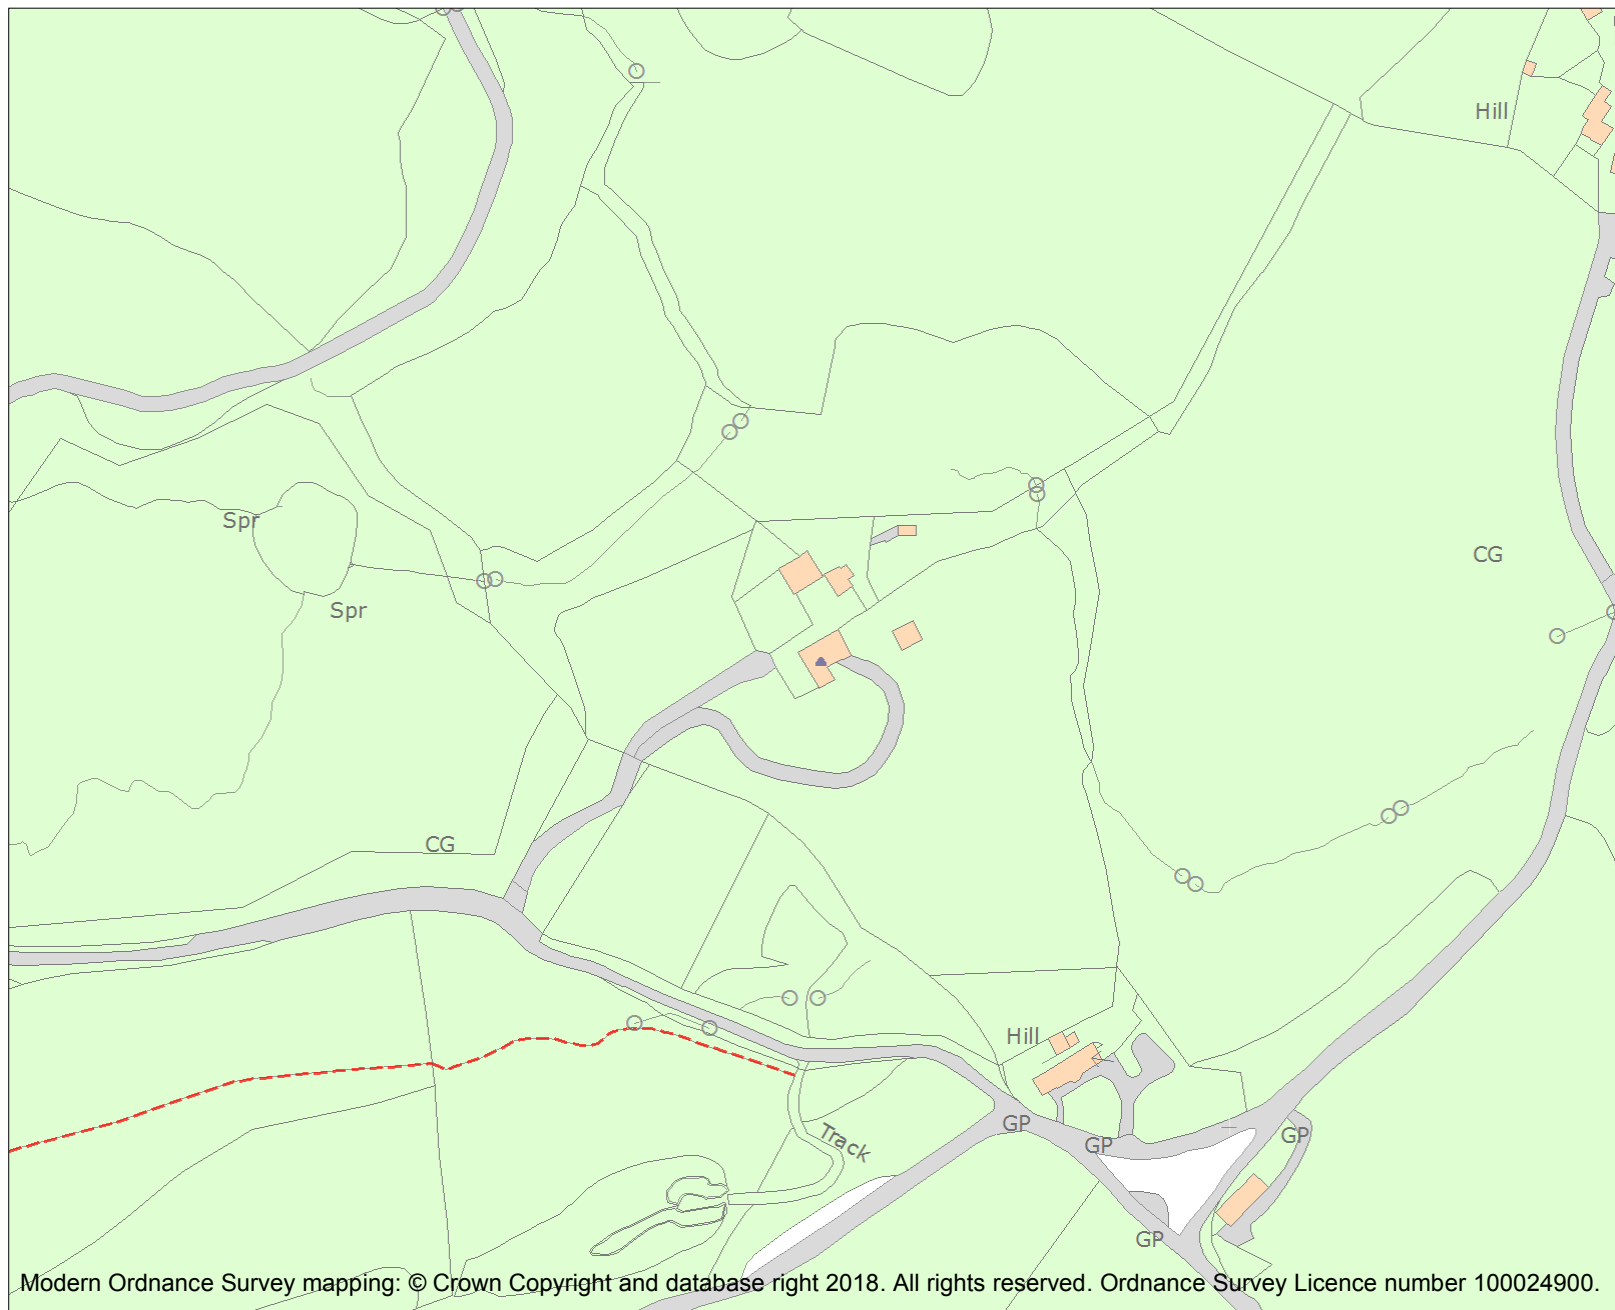 Hill
Spr
CG
Spr
CG
Hill
GP
Track
GP
GP
GP
Modern Ordnance Survey mapping: © Crown Copyright and database right 2018. All rights reserved. Ordnance Survey Licence number 100024900.